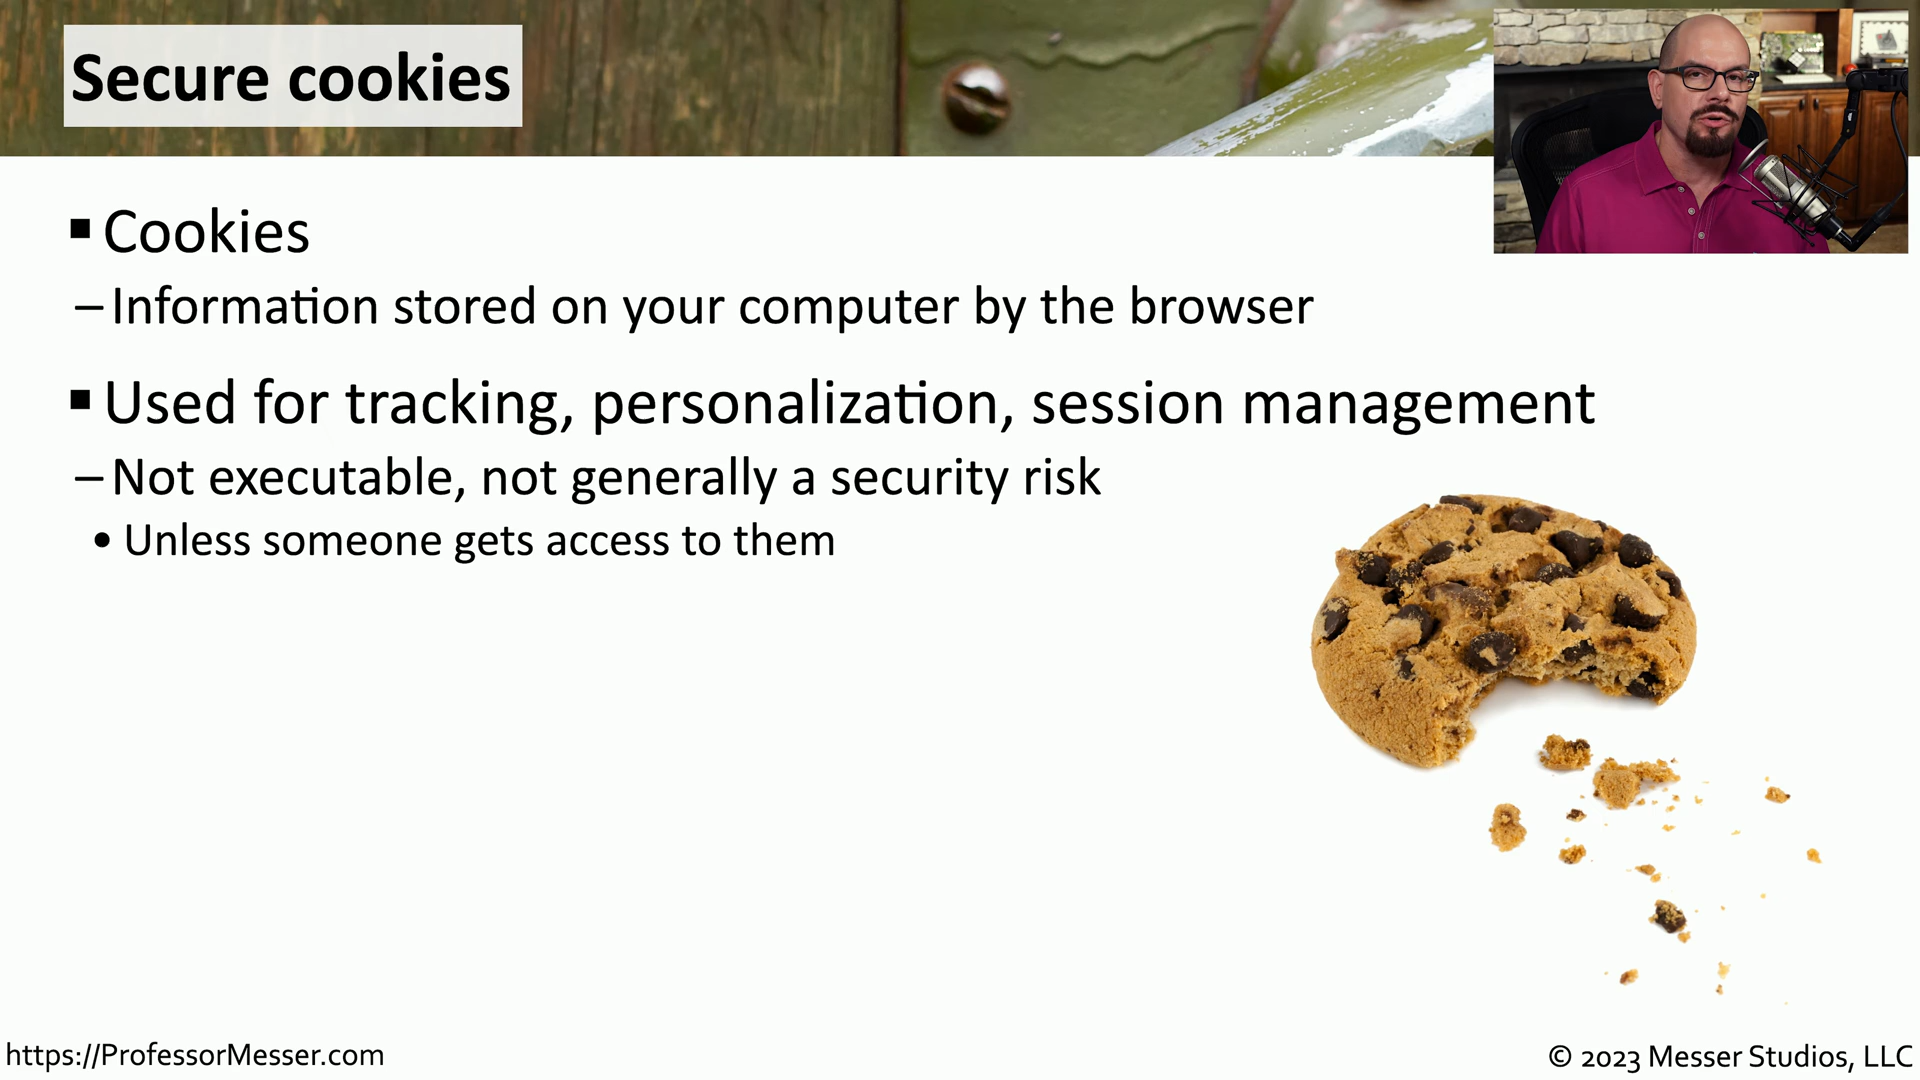 Secure cookies
▪ Cookies
– Information stored on your computer by the browser
▪ Used for tracking, personalization, session management
– Not executable, not generally a security risk
• Unless someone gets access to them
https://ProfessorMesser.com
© 2023 Messer Studios, LLC